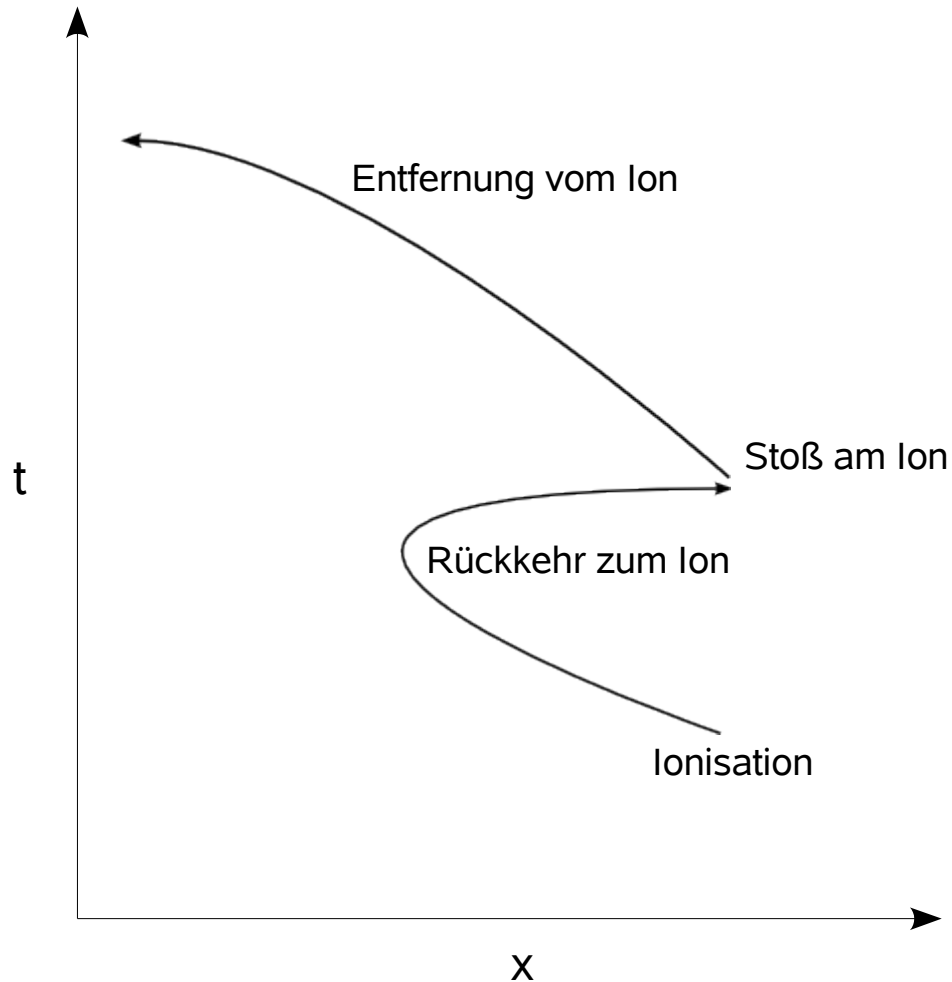 Entfernung vom Ion
Stoß am Ion
t
Rückkehr zum Ion
Ionisation
x